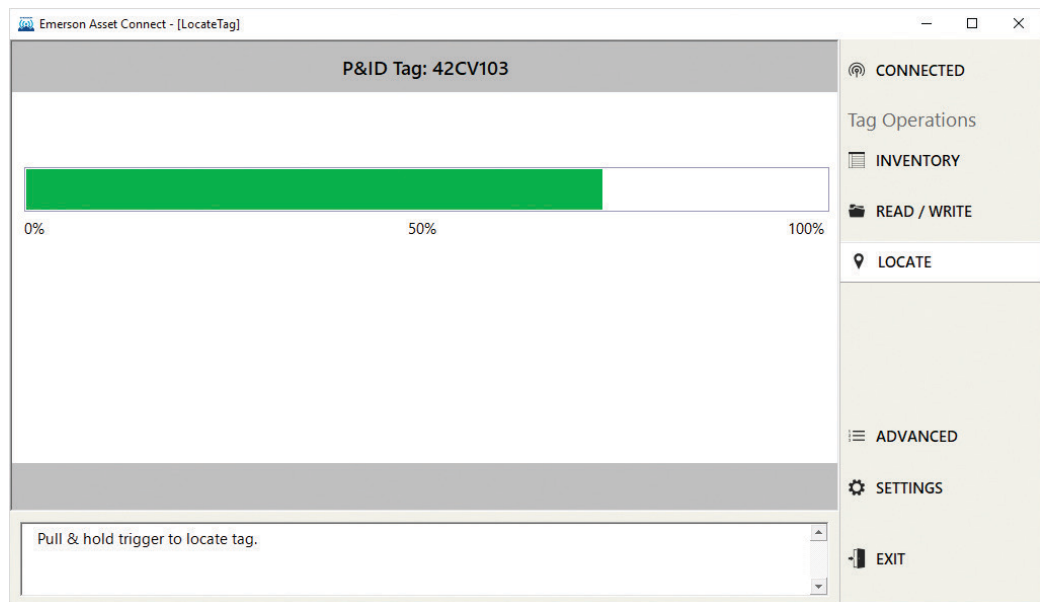 Emerson Asset Connect - [LocateTag]
P&ID Tag: 42CV103
0%
50%
100%
Pull & hold trigger to locate tag.
CONNECTED
Tag Operations
INVENTORY
READ / WRITE
LOCATE
ADVANCED
SETTINGS
EXIT